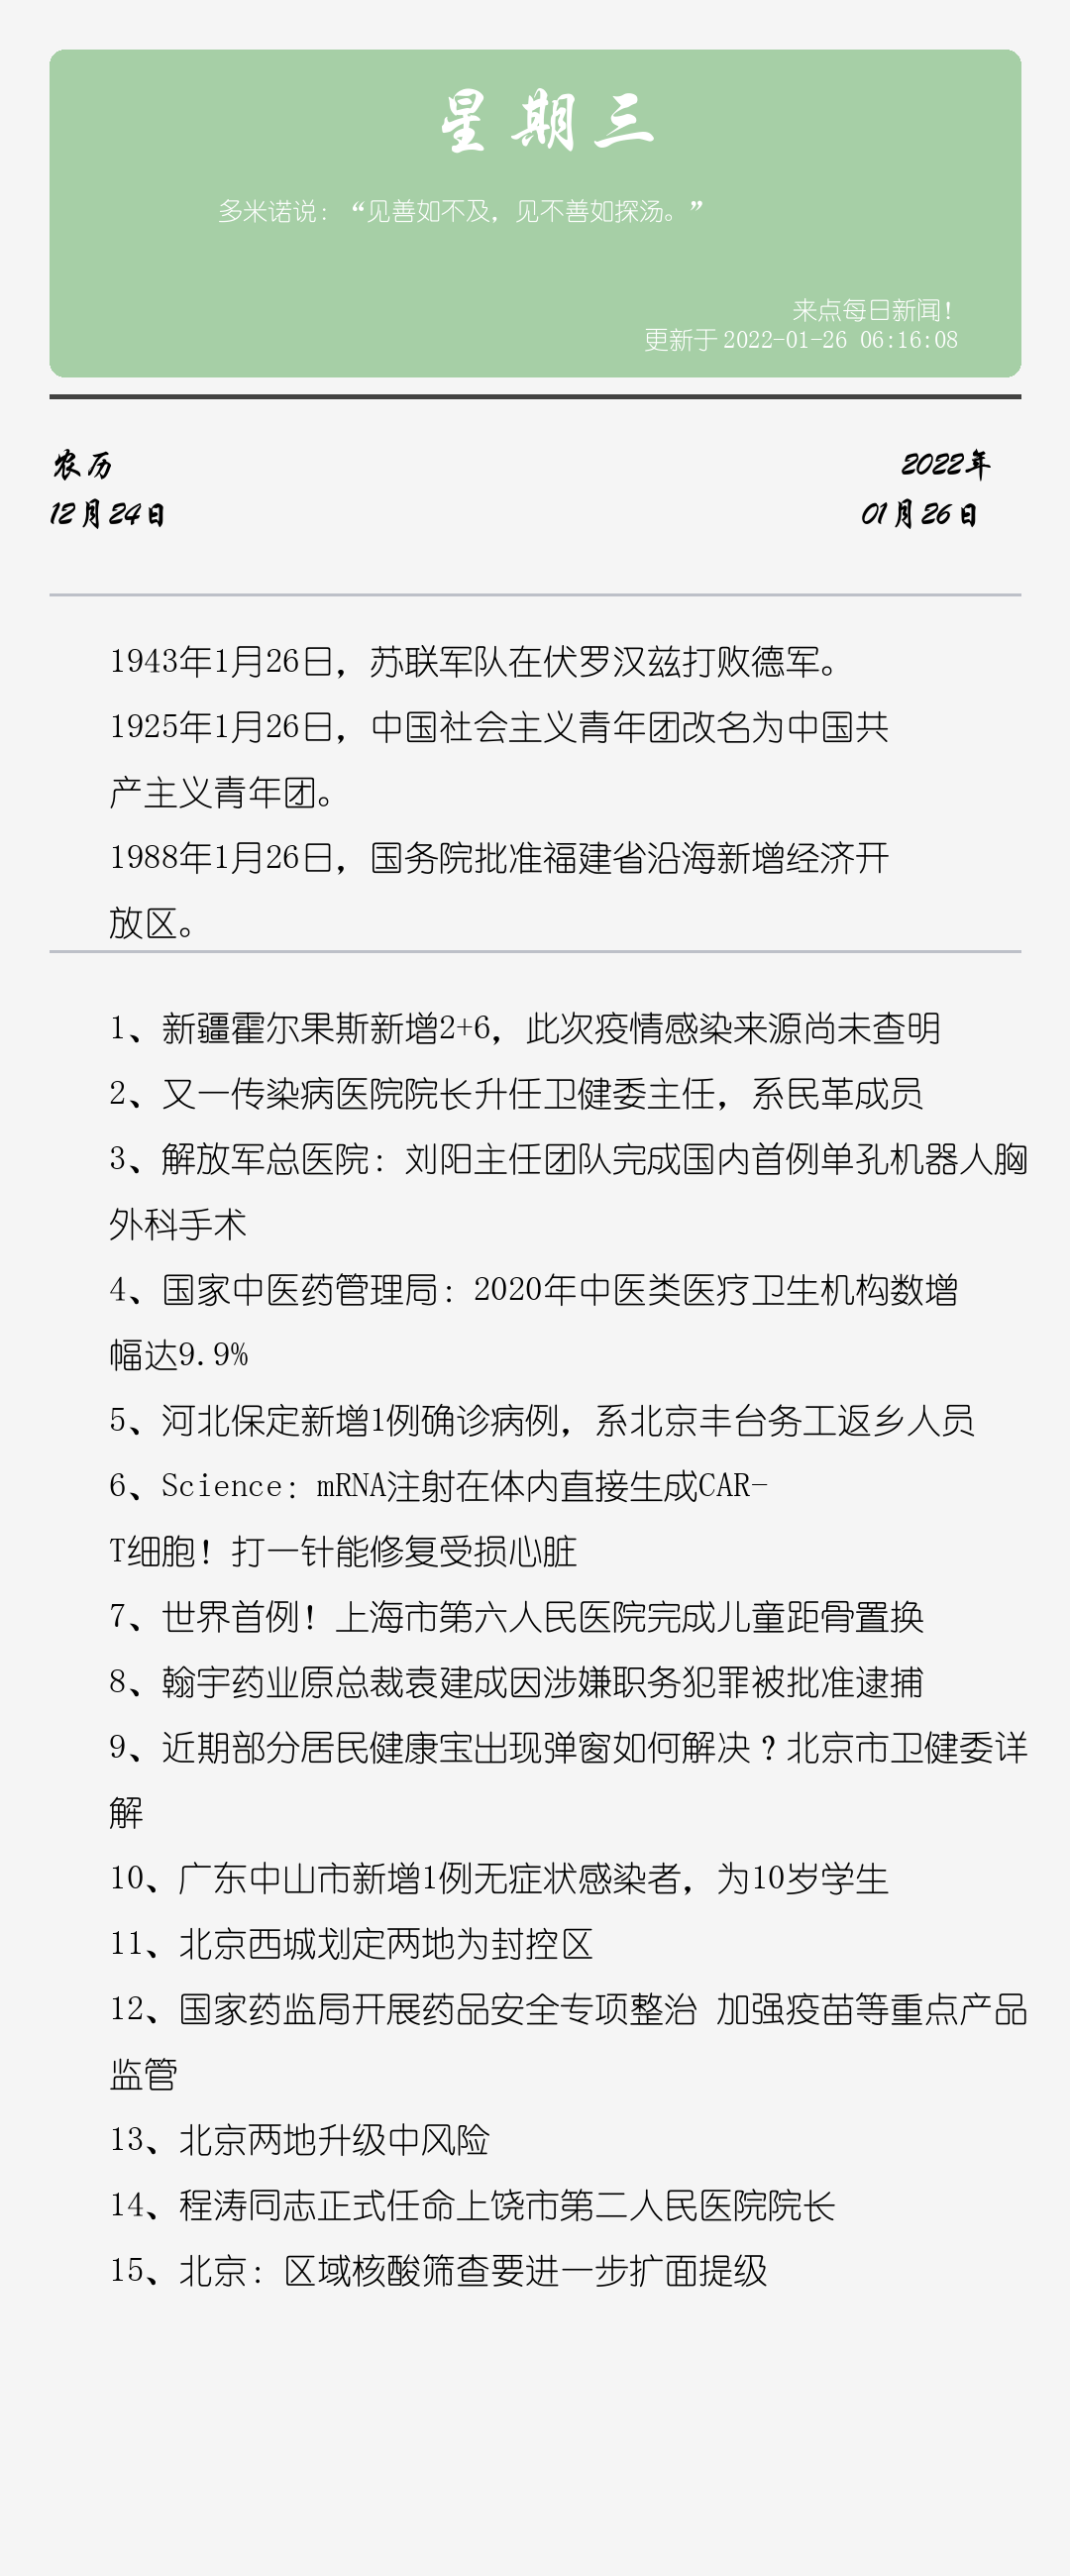 星期三
多米诺说：“见善如不及，见不善如探汤。”
来点每日新闻！
更新于 2022-01-26 06:16:08
农历
2022年
12月24日
01月26日
1943年1月26日，苏联军队在伏罗汉兹打败德军。
1925年1月26日，中国社会主义青年团改名为中国共
产主义青年团。
1988年1月26日，国务院批准福建省沿海新增经济开
放区。
1、新疆霍尔果斯新增2+6，此次疫情感染来源尚未查明
2、又一传染病医院院长升任卫健委主任，系民革成员
3、解放军总医院：刘阳主任团队完成国内首例单孔机器人胸
外科手术
4、国家中医药管理局：2020年中医类医疗卫生机构数增
幅达9.9%
5、河北保定新增1例确诊病例，系北京丰台务工返乡人员
6、Science：mRNA注射在体内直接生成CAR-
T细胞！打一针能修复受损心脏
7、世界首例！上海市第六人民医院完成儿童距骨置换
8、翰宇药业原总裁袁建成因涉嫌职务犯罪被批准逮捕
9、近期部分居民健康宝出现弹窗如何解决？北京市卫健委详
解
10、广东中山市新增1例无症状感染者，为10岁学生
11、北京西城划定两地为封控区
12、国家药监局开展药品安全专项整治 加强疫苗等重点产品
监管
13、北京两地升级中风险
14、程涛同志正式任命上饶市第二人民医院院长
15、北京：区域核酸筛查要进一步扩面提级